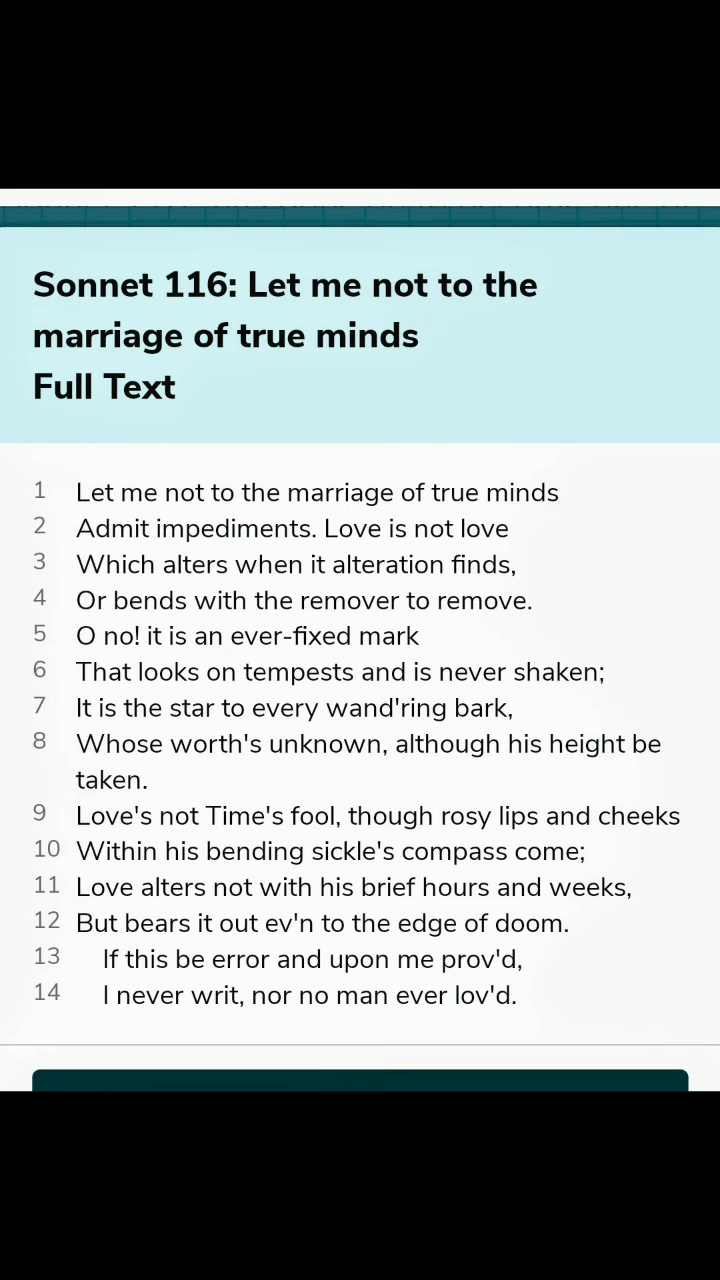 Sonnet 116: Let me not to the
marriage of true minds
Full Text
1 Let me not to the marriage of true minds
2 Admit impediments. Love is not love
3 Which alters when it alteration finds,
4 Or bends with the remover to remove.
5 O no! it is an ever-fixed mark
6 That looks on tempests and is never shaken;
7 It is the star to every wand'ring bark,
8 Whose worth's unknown, although his height be
taken.
9 Love's not Time's fool, though rosy lips and cheeks
10 Within his bending sickle's compass come;
11 Love alters not with his brief hours and weeks,
12 But bears it out ev'n to the edge of doom.
13 If this be error and upon me prov'd,
14 I never writ, nor no man ever lov'd.